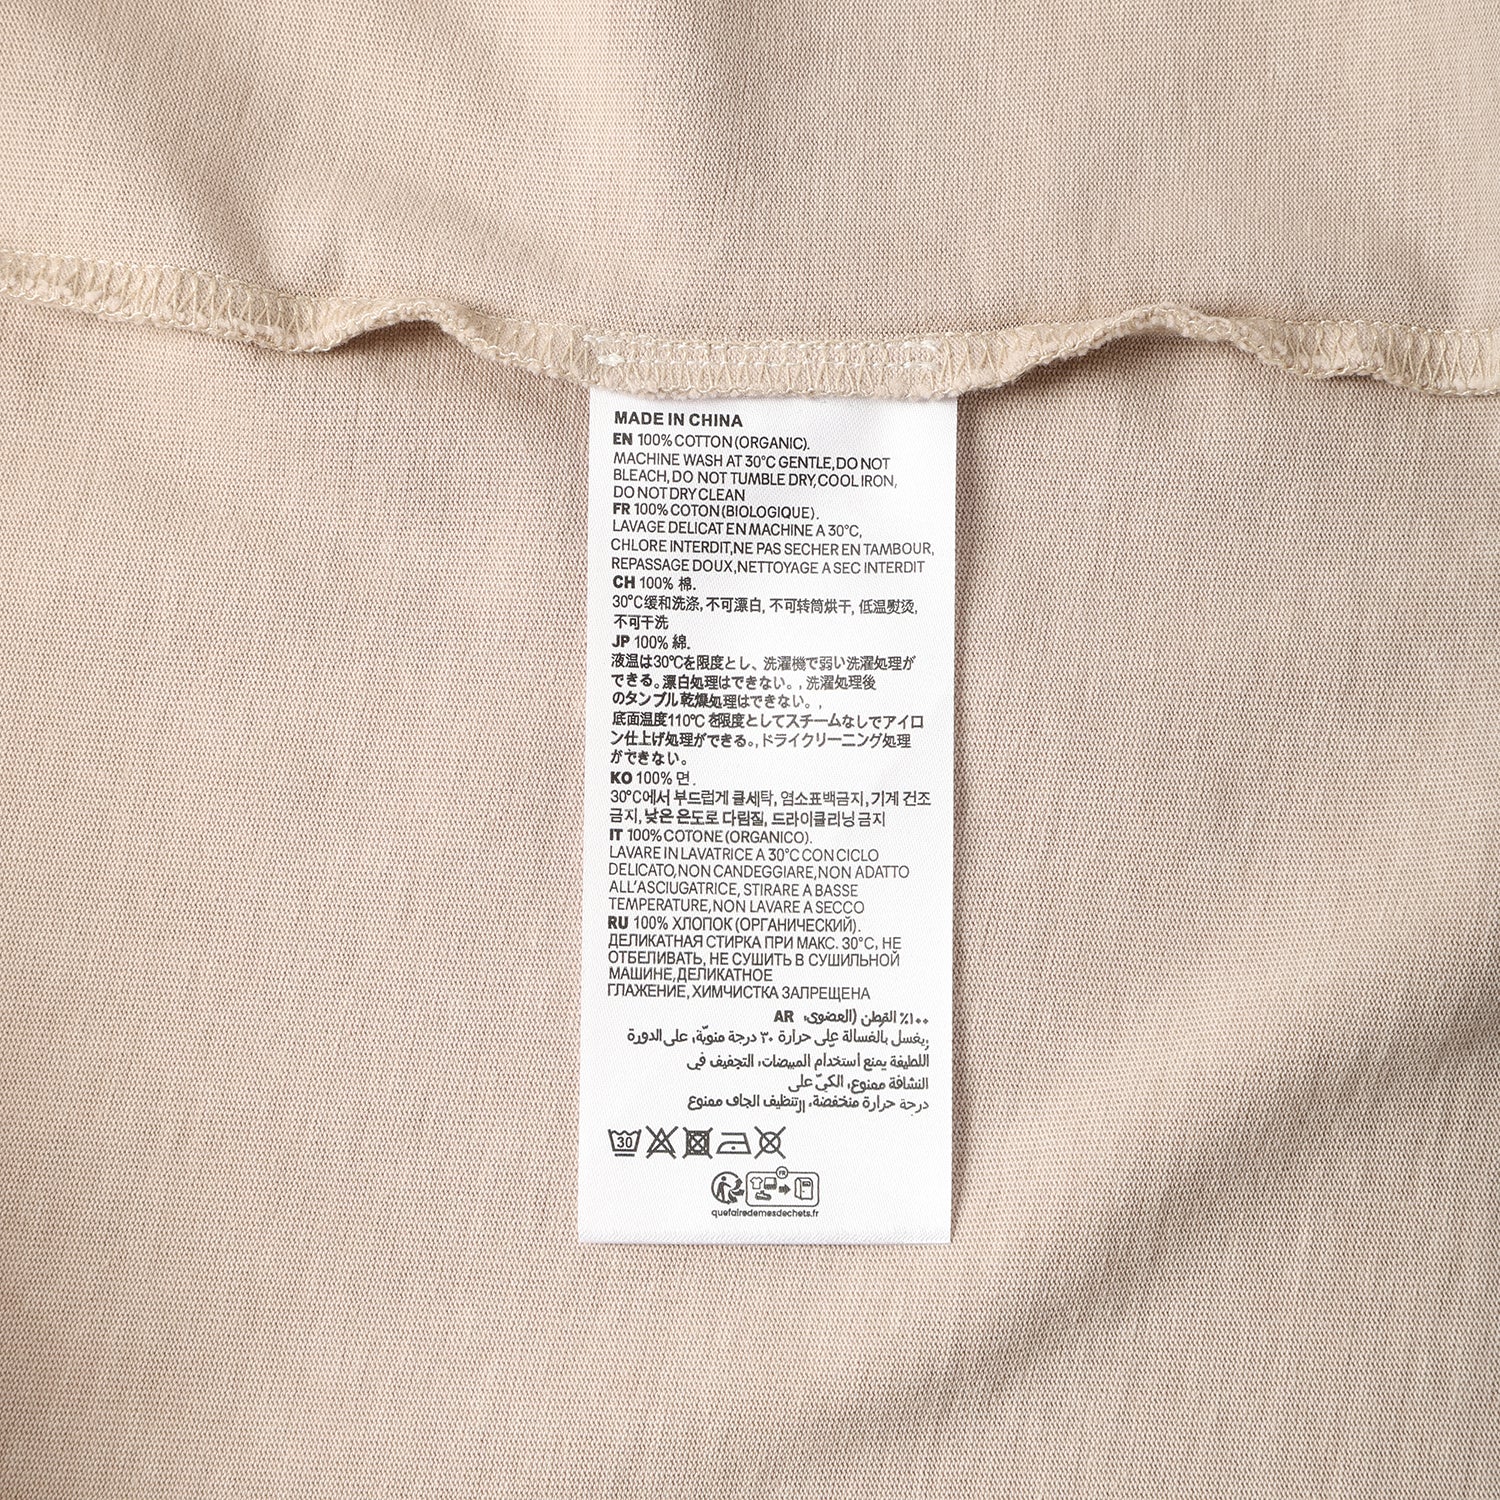 MADE IN CHINA
EN 100% COTTON (ORGANIC).
MACHINE WASH AT 30°C GENTLE, DO NOT
BLEACH, DO NOT TUMBLE DRY, COOL IRON,
DO NOT DRY CLEAN
FR 100% COTON (BIOLOGIQUE).
LAVAGE DELICAT EN MACHINE A 30°C,
CHLORE INTERDIT, NE PAS SECHER EN TAMBOUR,
REPASSAGE DOUX, NETTOYAGE A SEC INTERDIT
CH 100% 棉.
30°C缓和洗涤, 不可漂白, 不可转筒烘干, 低温熨烫,
不可干洗
JP 100% 綿.
液温は30℃を限度とし、洗濯機で弱い洗濯処理が
できる。漂白処理はできない。, 洗濯処理後
のタンブル乾燥処理はできない。,
底面温度110℃を限度としてスチームなしでアイロ
ン仕上げ処理ができる。, ドライクリーニング処理
ができない。
KO 100% 면.
30°C에서 부드럽게 클세탁, 염소표백금지, 기계 건조
금지, 낮은 온도로 다림질, 드라이클리닝 금지
IT 100% COTONE (ORGANICO).
LAVARE IN LAVATRICE A 30°C CON CICLO
DELICATO, NON CANDEGGIARE, NON ADATTO
ALL'ASCIUGATRICE, STIRARE A BASSE
TEMPERATURE, NON LAVARE A SECCO
RU 100% ХЛОПОК (ОРГАНИЧЕСКИЙ).
ДЕЛИКАТНАЯ СТИРКА ПРИ МАКС. 30°C, НЕ
ОТБЕЛИВАТЬ, НЕ СУШИТЬ В СУШИЛЬНОЙ
МАШИНЕ, ДЕЛИКАТНОЕ
ГЛАЖЕНИЕ, ХИМЧИСТКА ЗАПРЕЩЕНА
AR ١٠٠٪ القطن (العضوي،
يغسل بالغسالة على حرارة ٣٠ درجة مئوية، على الدورة
اللطيفة يمنع استخدام المبيضات، التجفيف في
النشافة ممنوع، الكيّ على
درجة حرارة منخفضة، التنظيف الجاف ممنوع
30
FR
quefairedemesdechets.fr